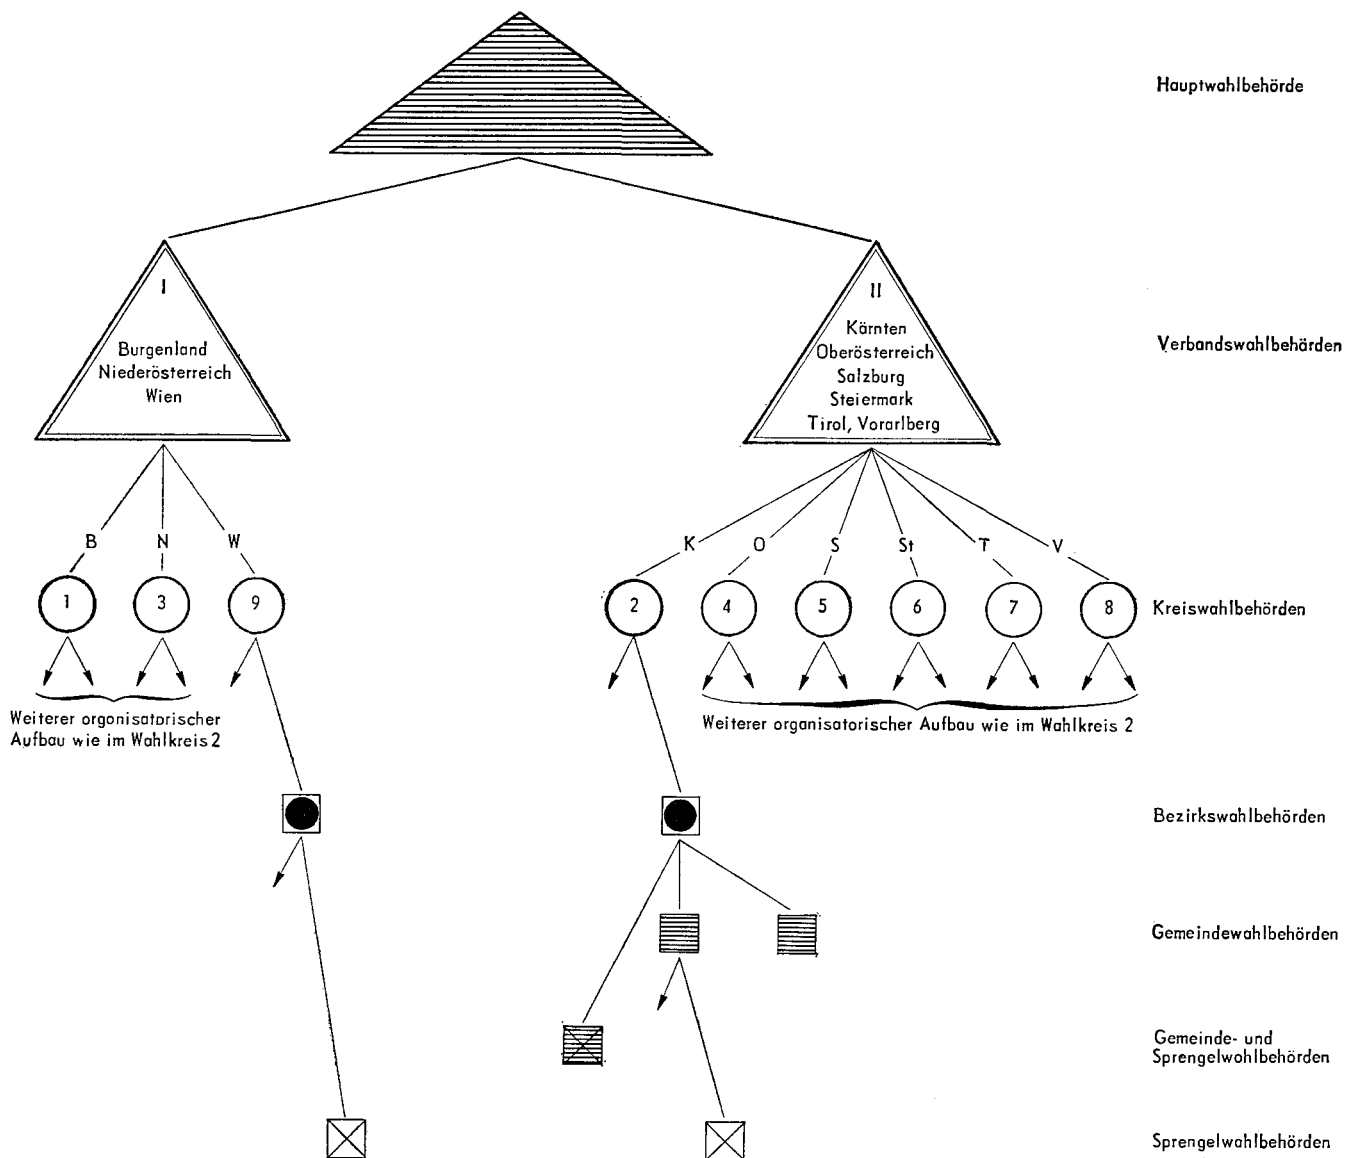 Hauptwahlbehörde
I
Burgenland
Niederösterreich
Wien
II
Kärnten
Oberösterreich
Salzburg
Steiermark
Tirol, Vorarlberg
Verbandswahlbehärden
B N W
K O S St T V
1 3 9
2 4 5 6 7 8
Kreiswahlbehörden
Weiterer organisatorischer
Aufbau wie im Wahlkreis 2
Weiterer organisatorischer Aufbau wie im Wahlkreis 2
Bezirkswahlbehörden
Gemeindewahlbehörden
Gemeinde- und
Sprengelwahlbehörden
Sprengelwahlbehörden